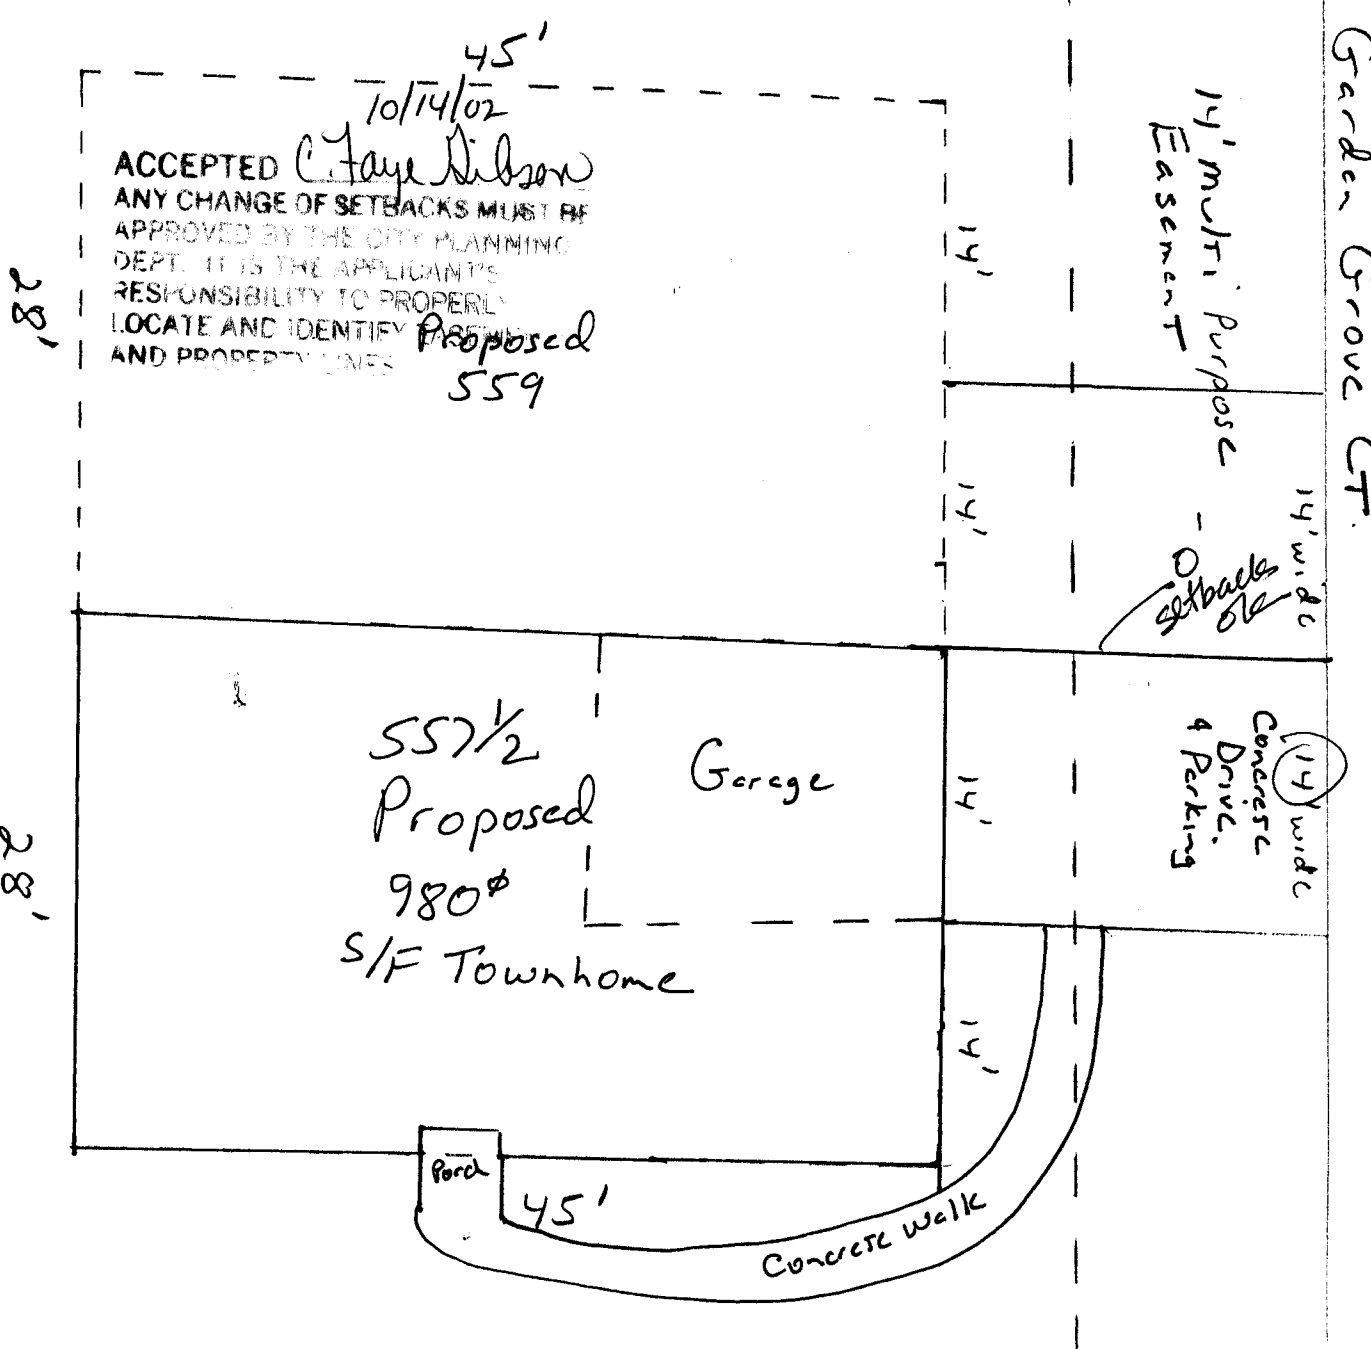 45'
10/14/02
ACCEPTED C. Faye Gibson
ANY CHANGE OF SETBACKS MUST BE
APPROVED BY THE CITY PLANNING
DEPT. IT IS THE APPLICANT'S
RESPONSIBILITY TO PROPERLY
LOCATE AND IDENTIFY
AND PROPERTY LINES
Proposed
559
28'
14'
14'
14' multi Purpose
Easement
Garden Grove CT.
14' wide
- 0
setbacks
ok
557 1/2
Proposed
980⌀
S/F Townhome
Garage
28'
14'
14'
14' wide
Concrete
Drive.
& Parking
Porch
45'
Concrete Walk